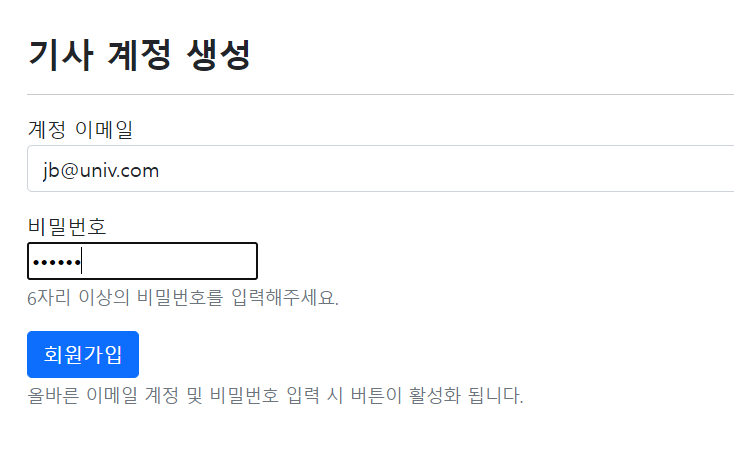 기사 계정 생성
계정 이메일
jb@univ.com
비밀번호
••••••
6자리 이상의 비밀번호를 입력해주세요.
회원가입
올바른 이메일 계정 및 비밀번호 입력 시 버튼이 활성화 됩니다.